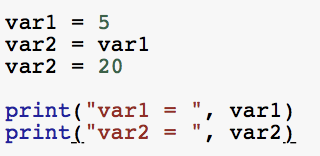 var1 = 5
var2 = var1
var2 = 20
print("var1 = ", var1)
print("var2 = ", var2)